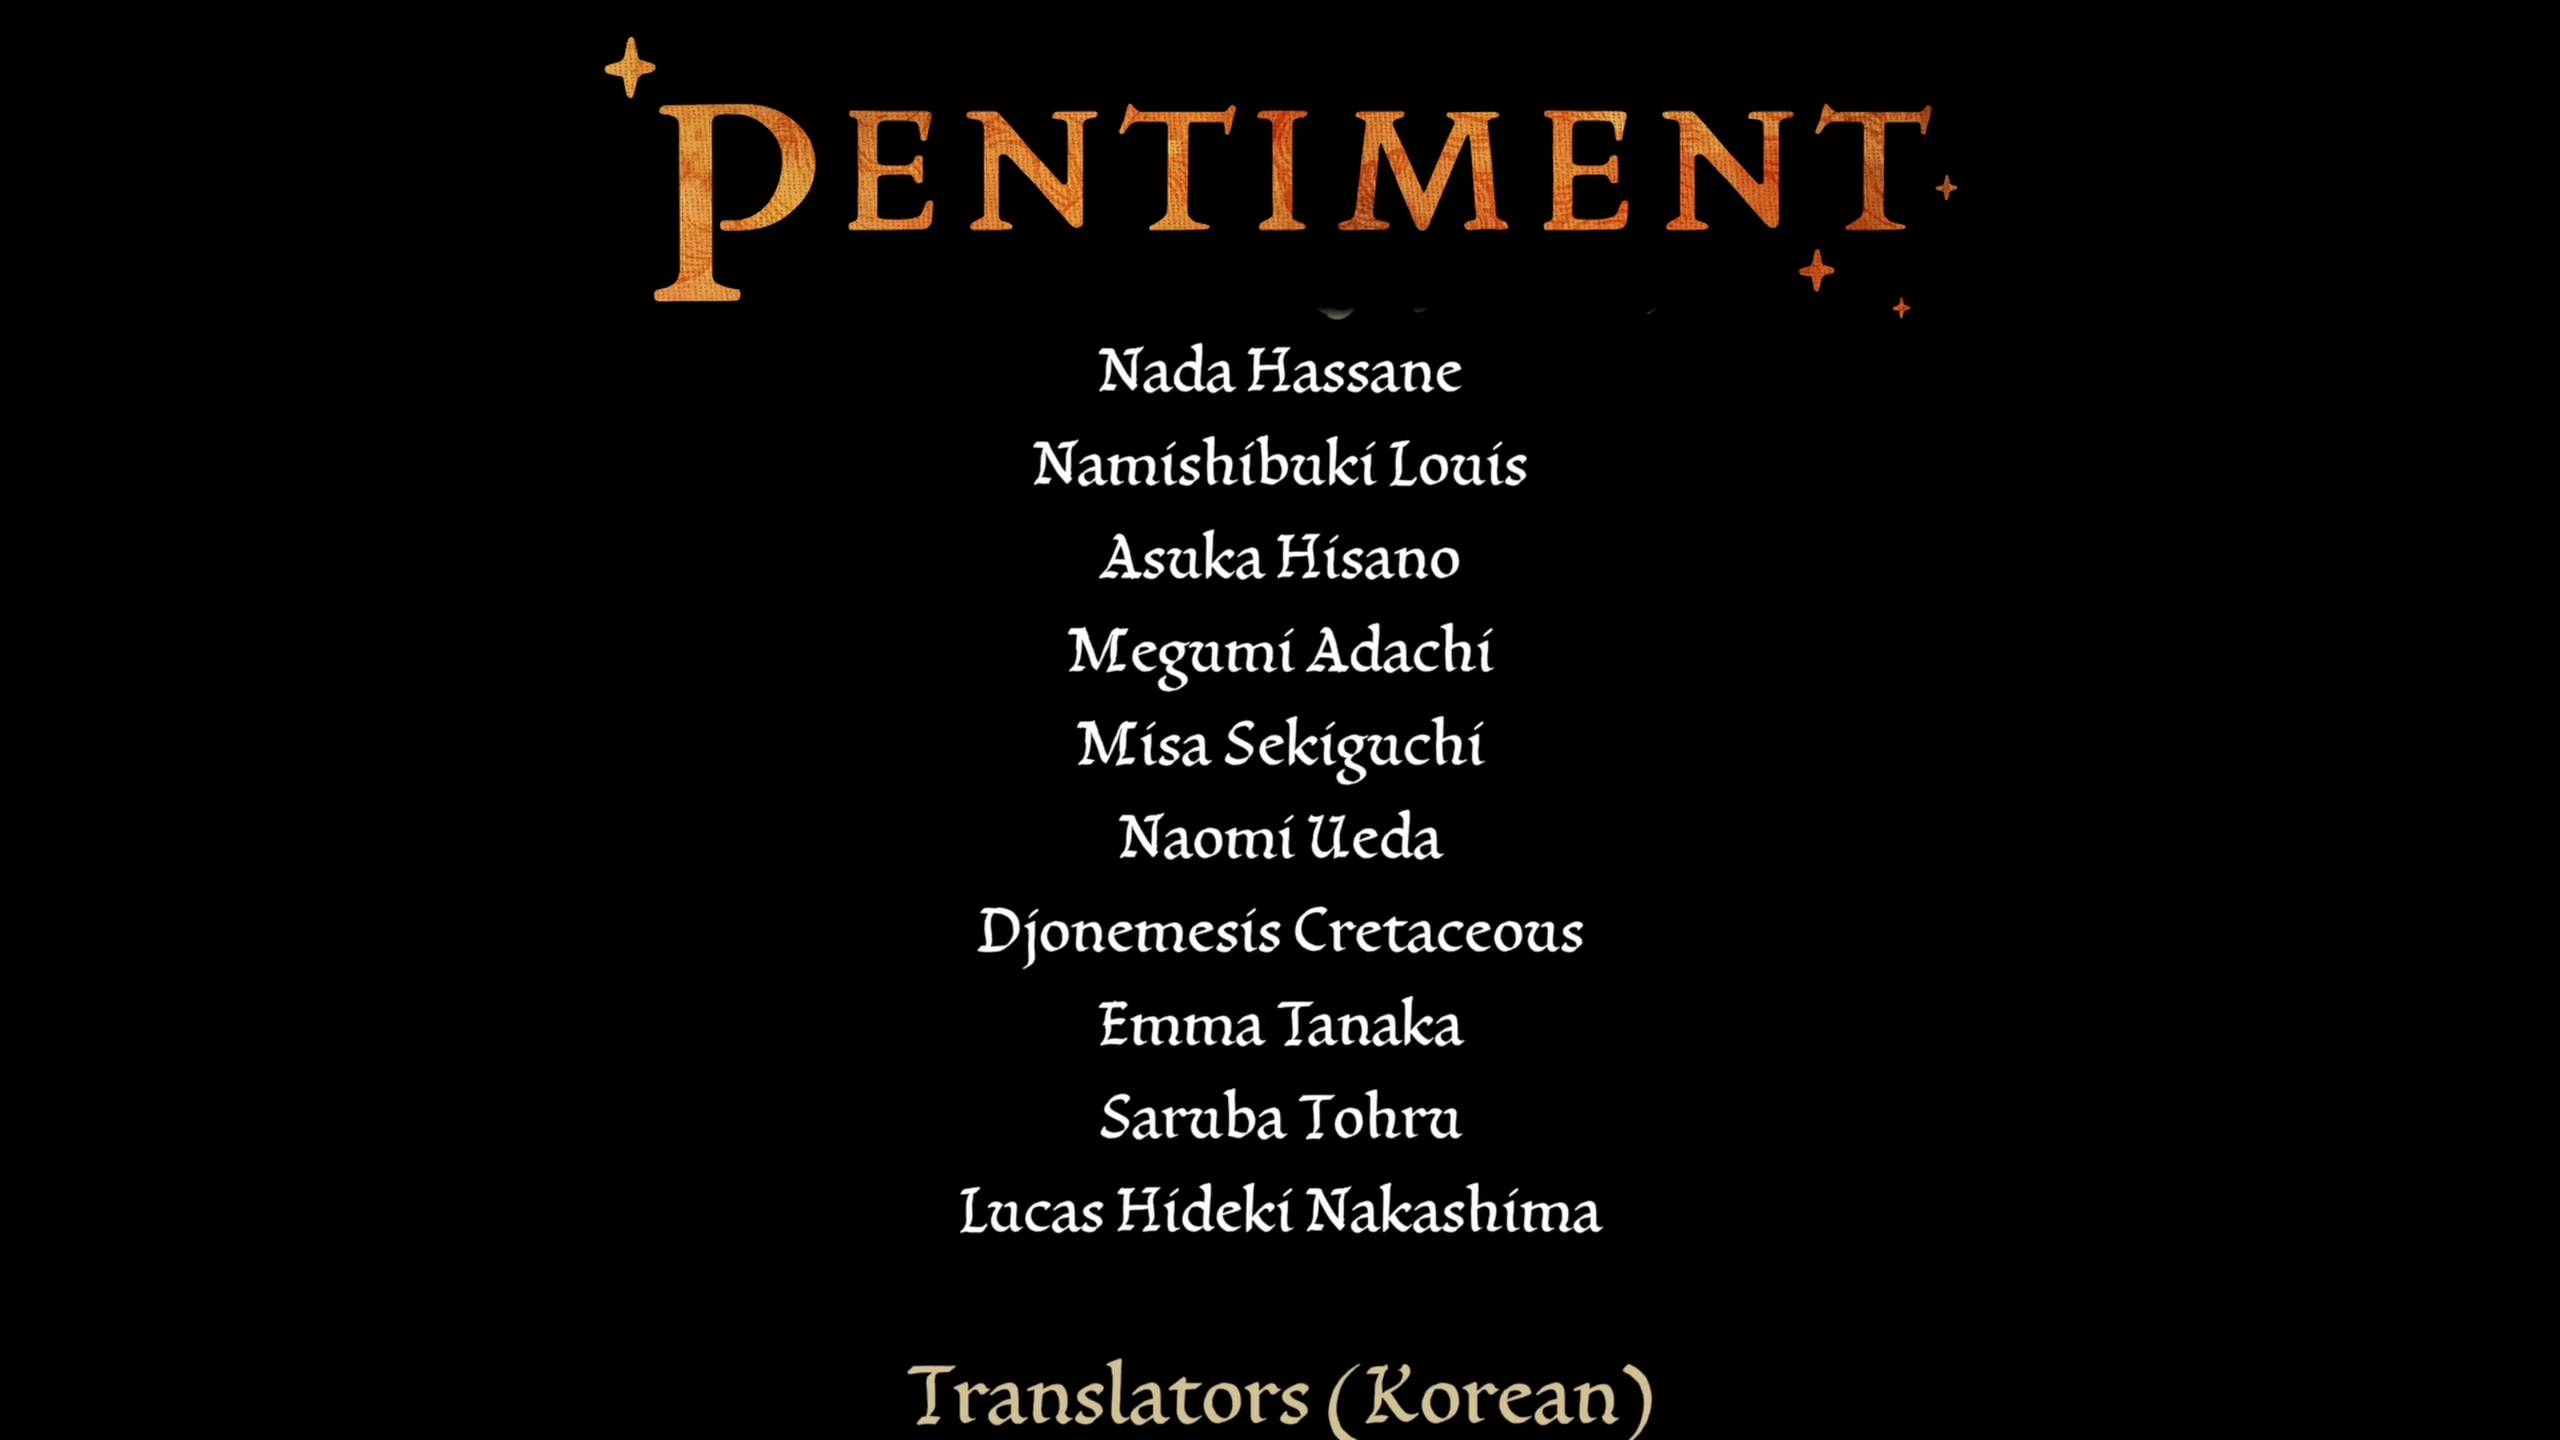 PENTIMENT
Nada Hassane
Namishibuki Louis
Asuka Hisano
Megumi Adachi
Misa Sekiguchi
Naomi Ueda
Djonemesis Cretaceous
Emma Tanaka
Saruba Tohru
Lucas Hideki Nakashima
Translators (Korean)